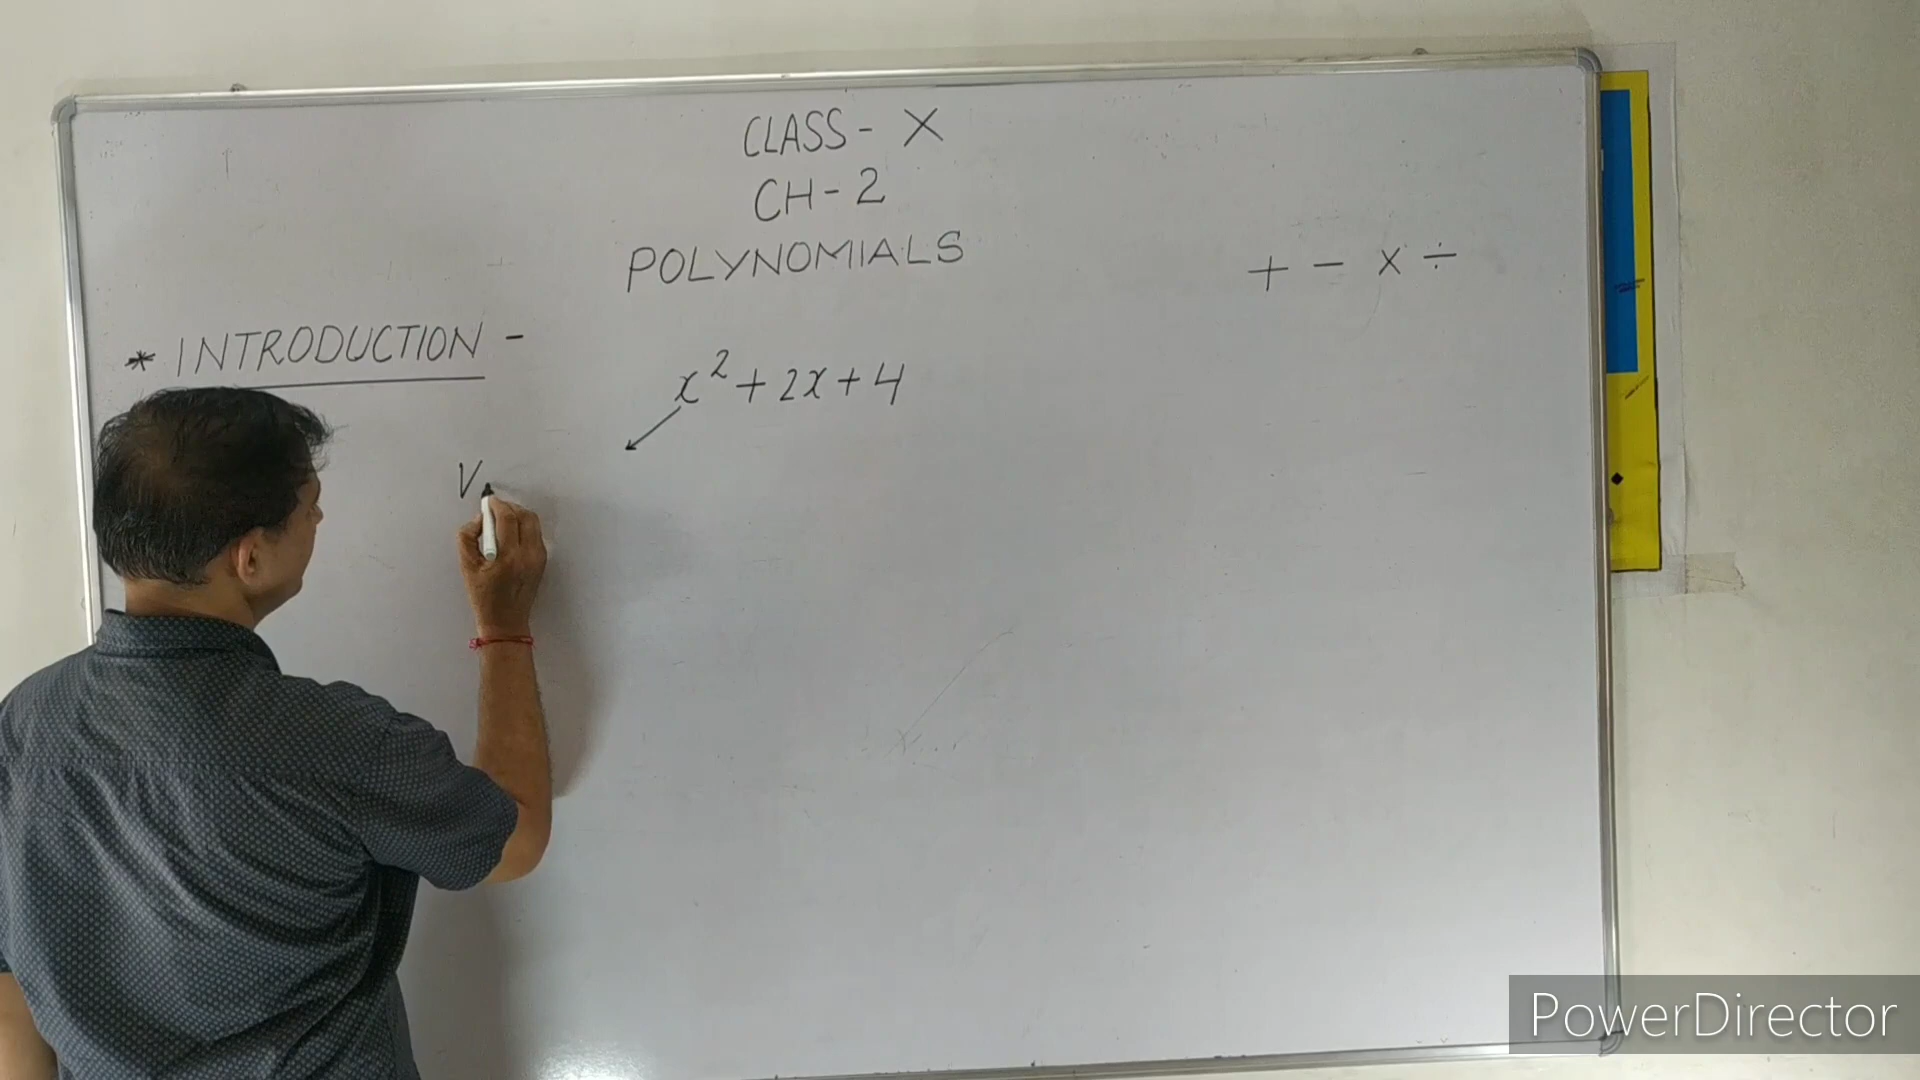 CLASS - X
CH - 2
POLYNOMIALS
+ - × ÷
* INTRODUCTION -
x² + 2x + 4
V
PowerDirector